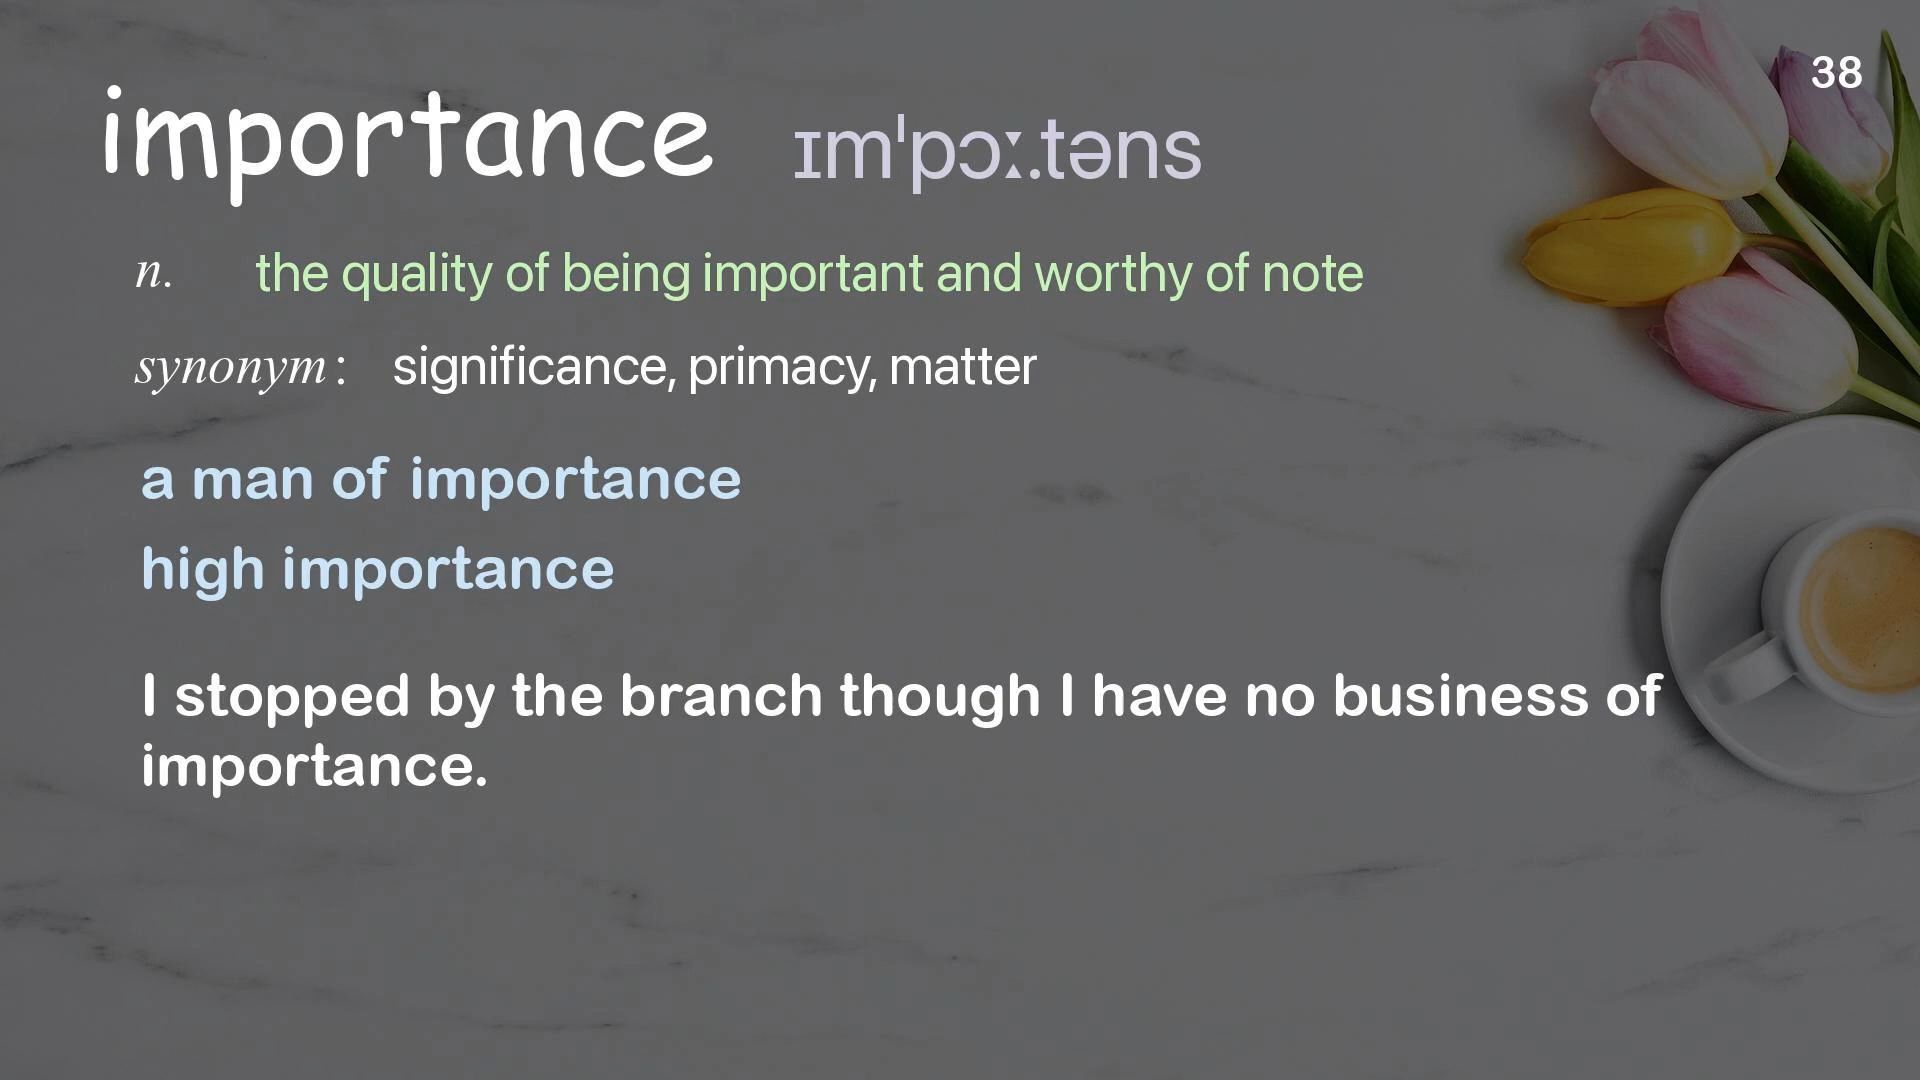 38
importance ɪmˈpɔː.təns
n. the quality of being important and worthy of note
synonym: significance, primacy, matter
a man of importance
high importance
I stopped by the branch though I have no business of
importance.